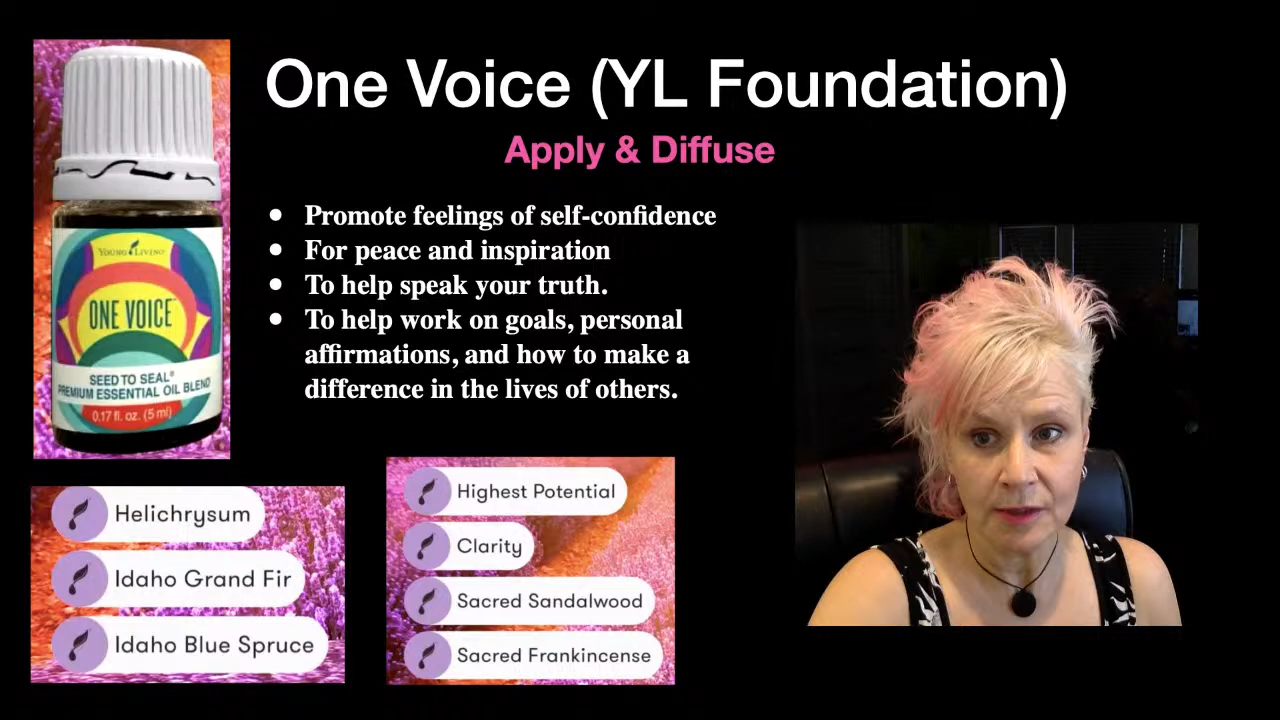 One Voice (YL Foundation)
Apply & Diffuse
YOUNG LIVING
ONE VOICE™
SEED TO SEAL®
PREMIUM ESSENTIAL OIL BLEND
0.17 fl. oz. (5 ml)
• Promote feelings of self-confidence
• For peace and inspiration
• To help speak your truth.
• To help work on goals, personal
affirmations, and how to make a
difference in the lives of others.
Helichrysum
Idaho Grand Fir
Idaho Blue Spruce
Highest Potential
Clarity
Sacred Sandalwood
Sacred Frankincense